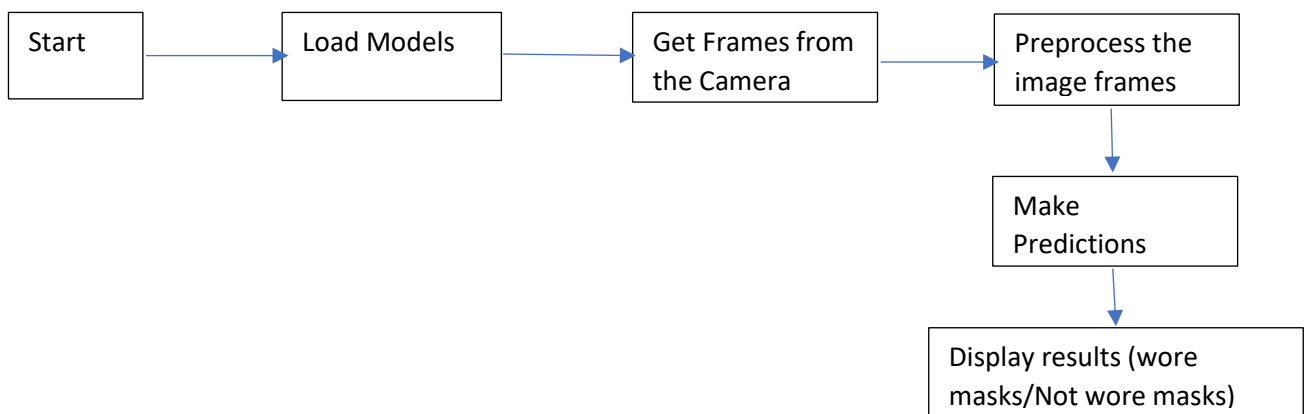 Start
Load Models
Get Frames from
the Camera
Preprocess the
image frames
Make
Predictions
Display results (wore
masks/Not wore masks)